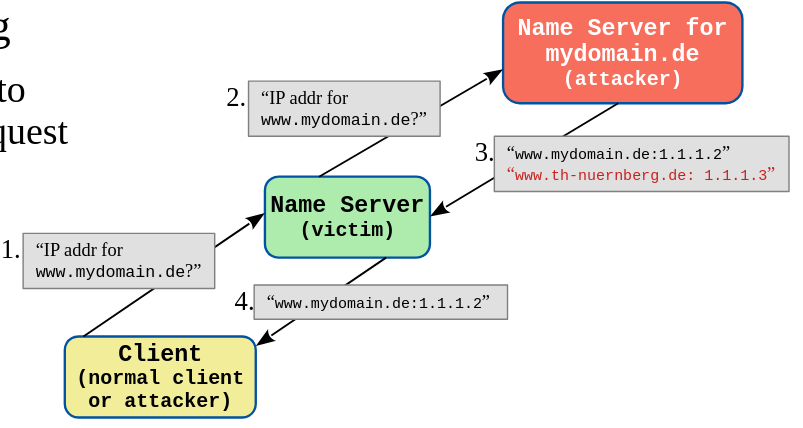 g
to
quest
Name Server for
mydomain.de
(attacker)
2.
“IP addr for
www.mydomain.de?”
3.
“www.mydomain.de:1.1.1.2”
“www.th-nuernberg.de: 1.1.1.3”
Name Server
(victim)
1.
“IP addr for
www.mydomain.de?”
4.
“www.mydomain.de:1.1.1.2”
Client
(normal client
or attacker)